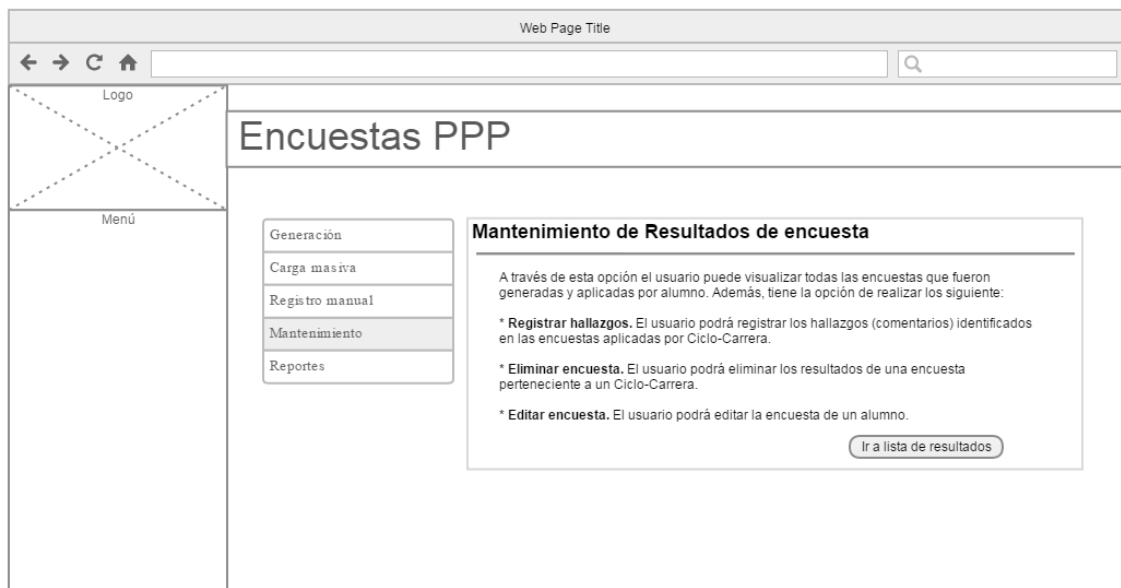 Web Page Title
Logo
Encuestas PPP
Menú
Generación
Carga masiva
Registro manual
Mantenimiento
Reportes
Mantenimiento de Resultados de encuesta
A través de esta opción el usuario puede visualizar todas las encuestas que fueron
generadas y aplicadas por alumno. Además, tiene la opción de realizar los siguiente:
* Registrar hallazgos. El usuario podrá registrar los hallazgos (comentarios) identificados
en las encuestas aplicadas por Ciclo-Carrera.
* Eliminar encuesta. El usuario podrá eliminar los resultados de una encuesta
perteneciente a un Ciclo-Carrera.
* Editar encuesta. El usuario podrá editar la encuesta de un alumno.
Ir a lista de resultados